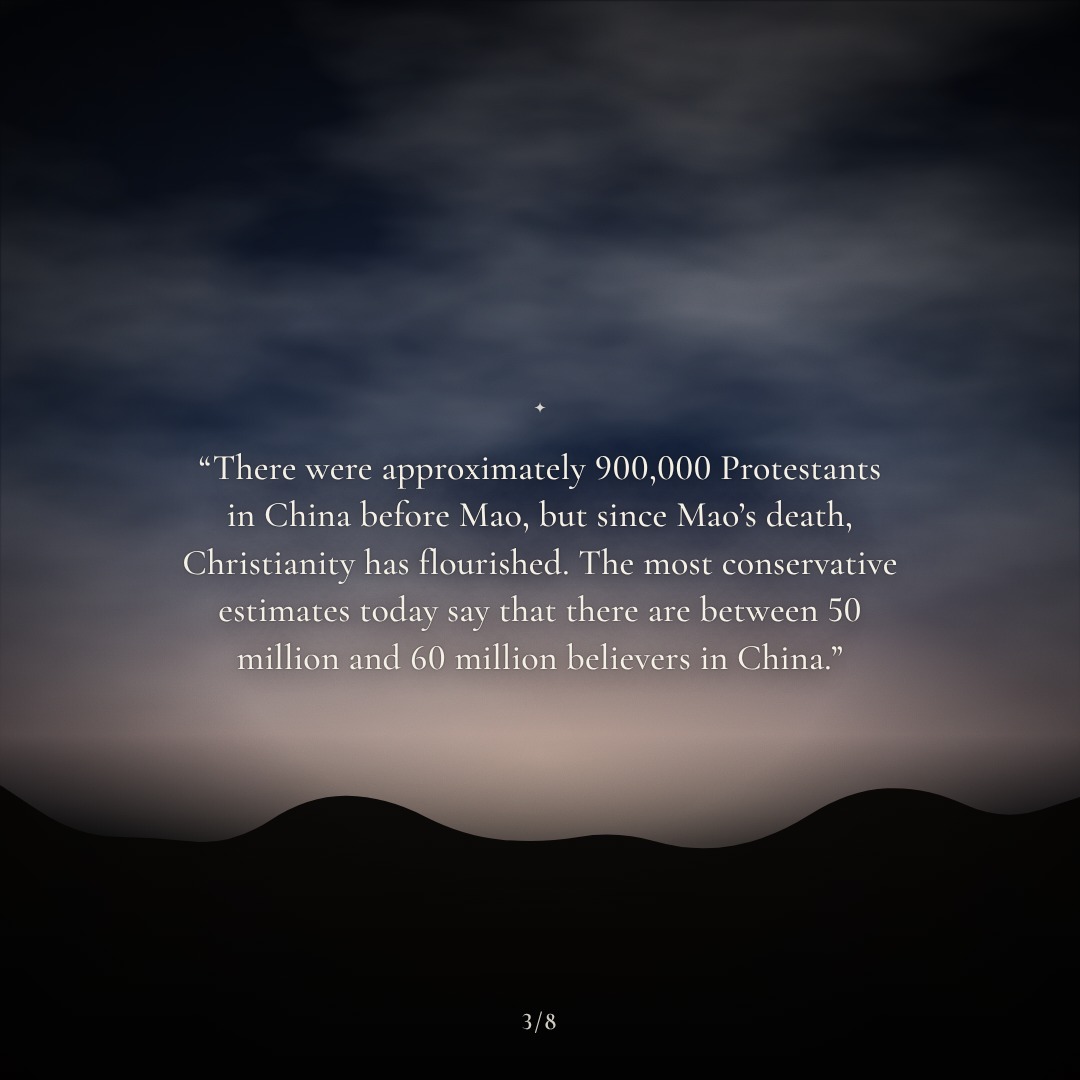 “There were approximately 900,000 Protestants
in China before Mao, but since Mao’s death,
Christianity has flourished. The most conservative
estimates today say that there are between 50
million and 60 million believers in China.”
3/8